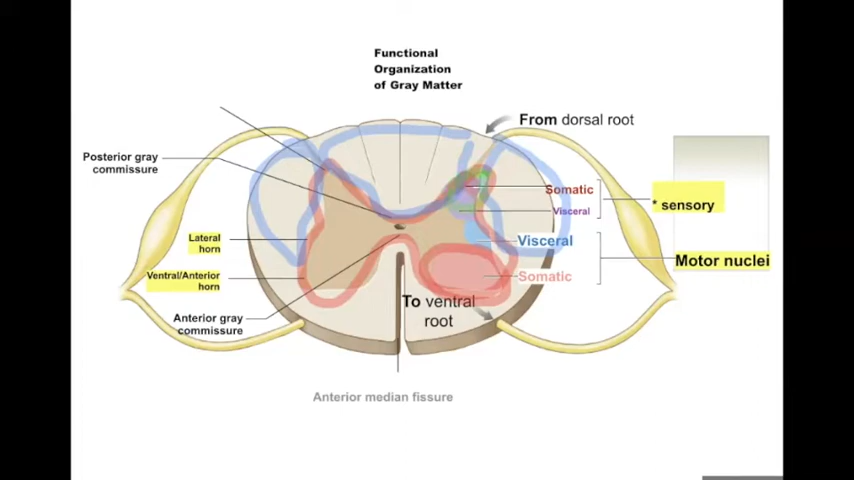 Functional
Organization
of Gray Matter
From dorsal root
Posterior gray
commissure
Somatic
Visceral
* sensory
Lateral
horn
Visceral
Motor nuclei
Ventral/Anterior
horn
Somatic
To ventral
root
Anterior gray
commissure
Anterior median fissure